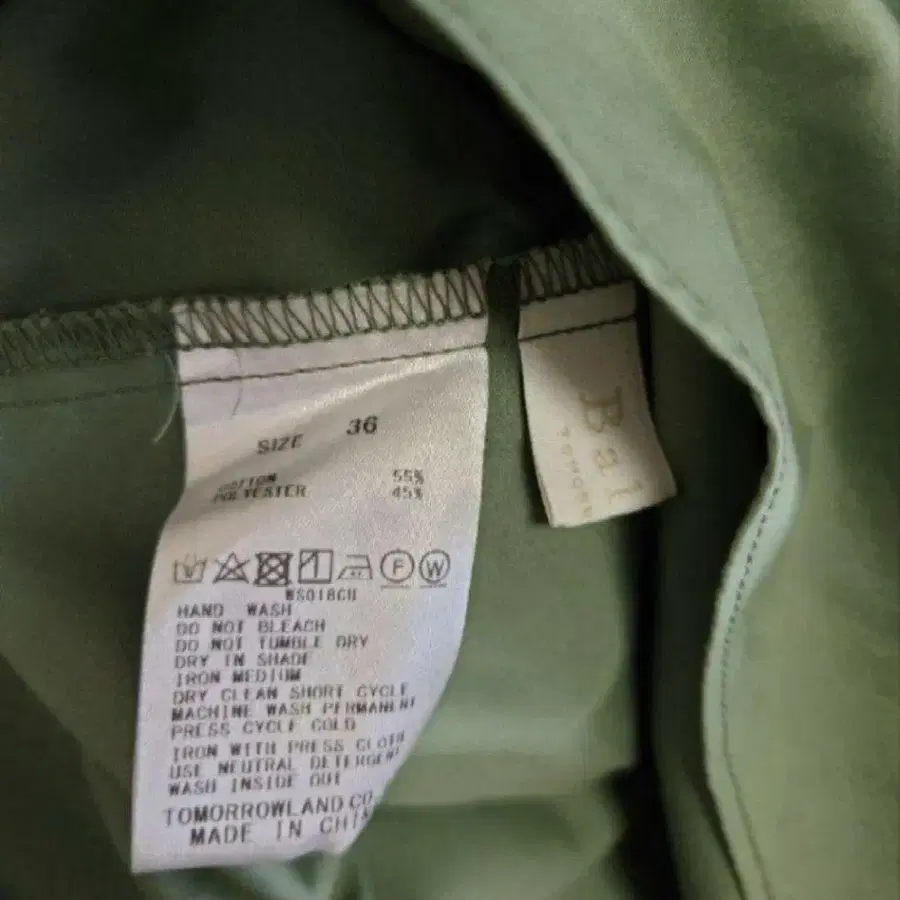 SIZE 36
COTTON 55%
POLYESTER 45%
F W
WS018CH
HAND WASH
DO NOT BLEACH
DO NOT TUMBLE DRY
DRY IN SHADE
IRON MEDIUM
DRY CLEAN SHORT CYCLE
MACHINE WASH PERMANENT
PRESS CYCLE COLD
IRON WITH PRESS CLOTH
USE NEUTRAL DETERGENT
WASH INSIDE OUT
TOMORROWLAND CO
MADE IN CHINA
Bal